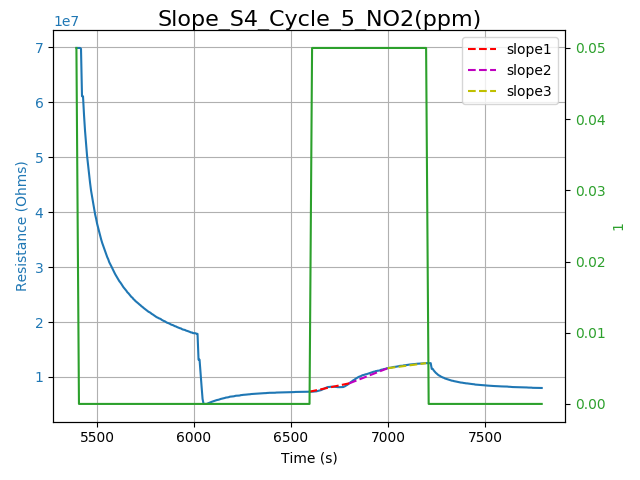 Slope_S4_Cycle_5_NO2(ppm)
1e7
7
6
5
4
3
2
1
Resistance (Ohms)
slope1
slope2
slope3
0.05
0.04
0.03
0.02
0.01
0.00
1
5500 6000 6500 7000 7500
Time (s)